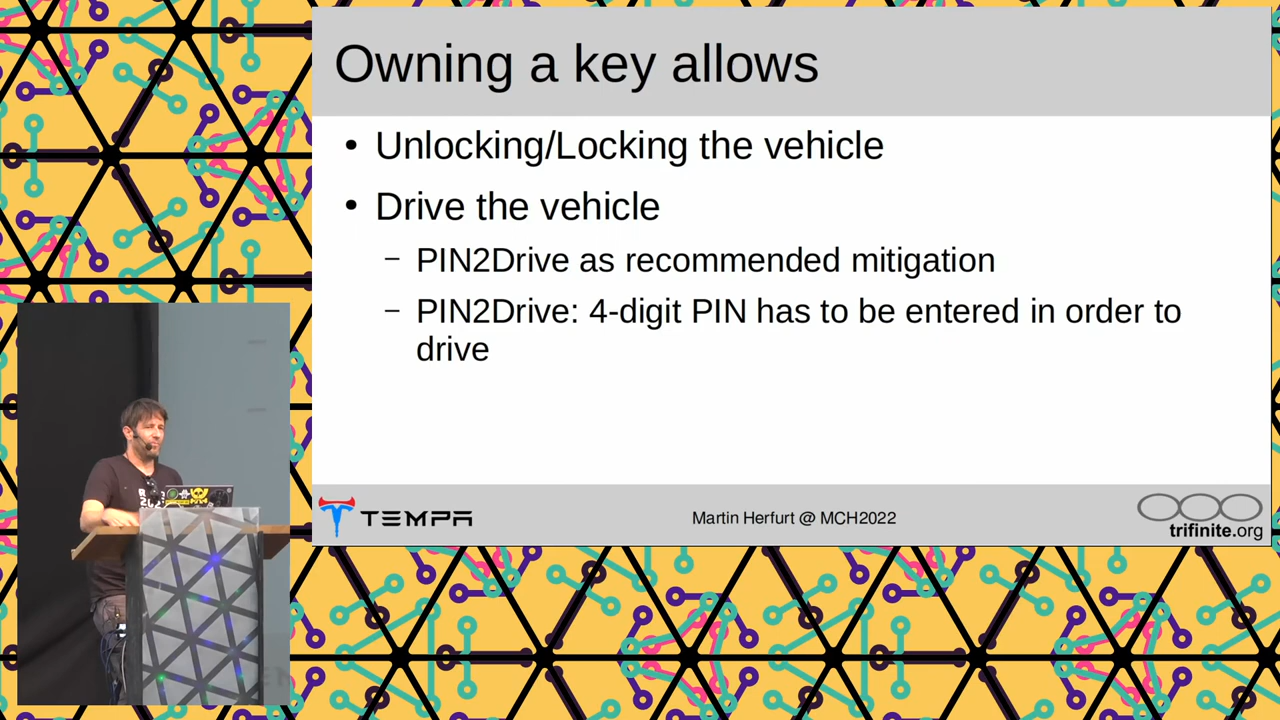 Owning a key allows
• Unlocking/Locking the vehicle
• Drive the vehicle
– PIN2Drive as recommended mitigation
– PIN2Drive: 4-digit PIN has to be entered in order to
drive
TEMPA
Martin Herfurt @ MCH2022
trifinite.org